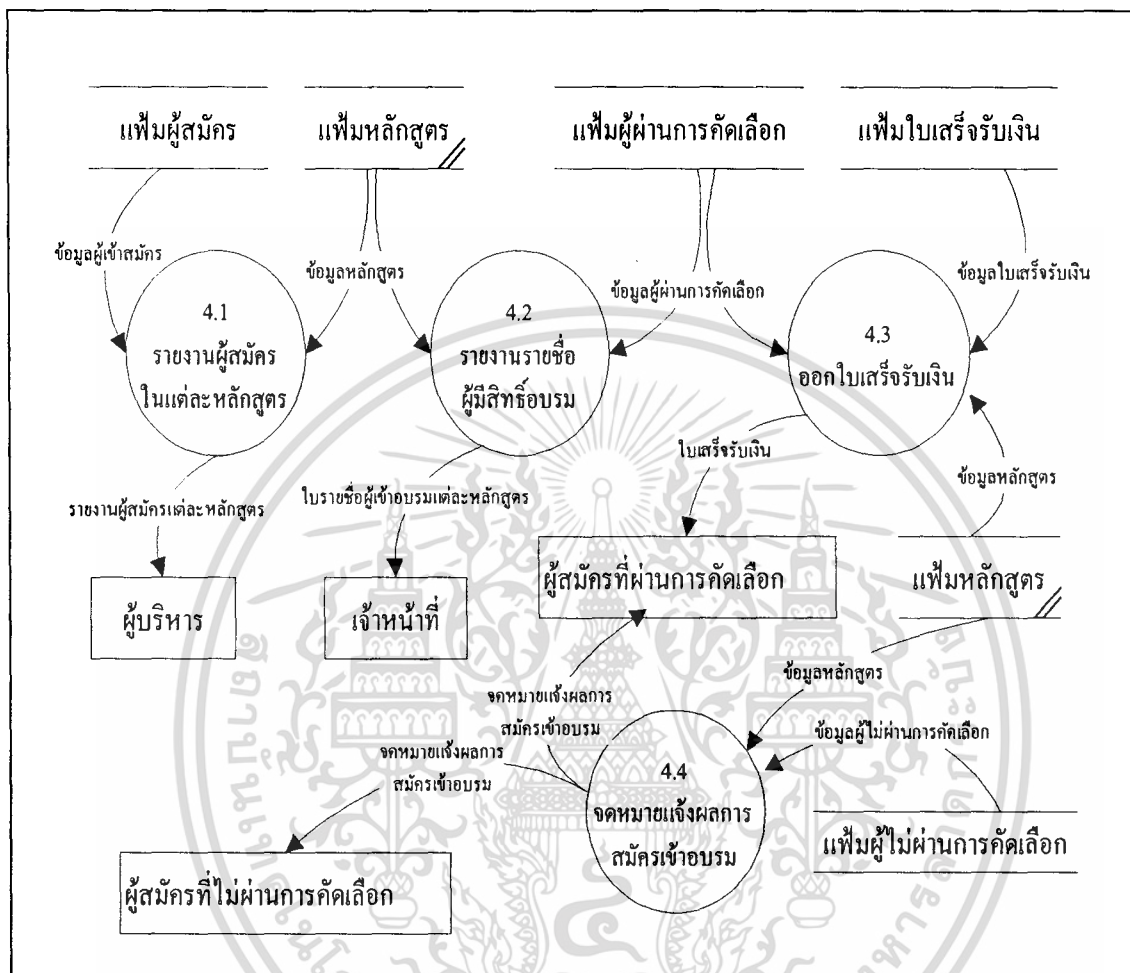 แฟ้มผู้สมัคร
แฟ้มหลักสูตร
แฟ้มผู้ผ่านการคัดเลือก
แฟ้มใบเสร็จรับเงิน
ข้อมูลผู้เข้าสมัคร
ข้อมูลหลักสูตร
ข้อมูลผู้ผ่านการคัดเลือก
ข้อมูลใบเสร็จรับเงิน
4.1
รายงานผู้สมัคร
ในแต่ละหลักสูตร
4.2
รายงานรายชื่อ
ผู้มีสิทธิ์อบรม
4.3
ออกใบเสร็จรับเงิน
ใบเสร็จรับเงิน
ข้อมูลหลักสูตร
รายงานผู้สมัครแต่ละหลักสูตร
ใบรายชื่อผู้เข้าอบรมแต่ละหลักสูตร
ผู้บริหาร
เจ้าหน้าที่
ผู้สมัครที่ผ่านการคัดเลือก
แฟ้มหลักสูตร
ข้อมูลหลักสูตร
จดหมายแจ้งผลการ
สมัครเข้าอบรม
ข้อมูลผู้ไม่ผ่านการคัดเลือก
จดหมายแจ้งผลการ
สมัครเข้าอบรม
4.4
จดหมายแจ้งผลการ
สมัครเข้าอบรม
แฟ้มผู้ไม่ผ่านการคัดเลือก
ผู้สมัครที่ไม่ผ่านการคัดเลือก